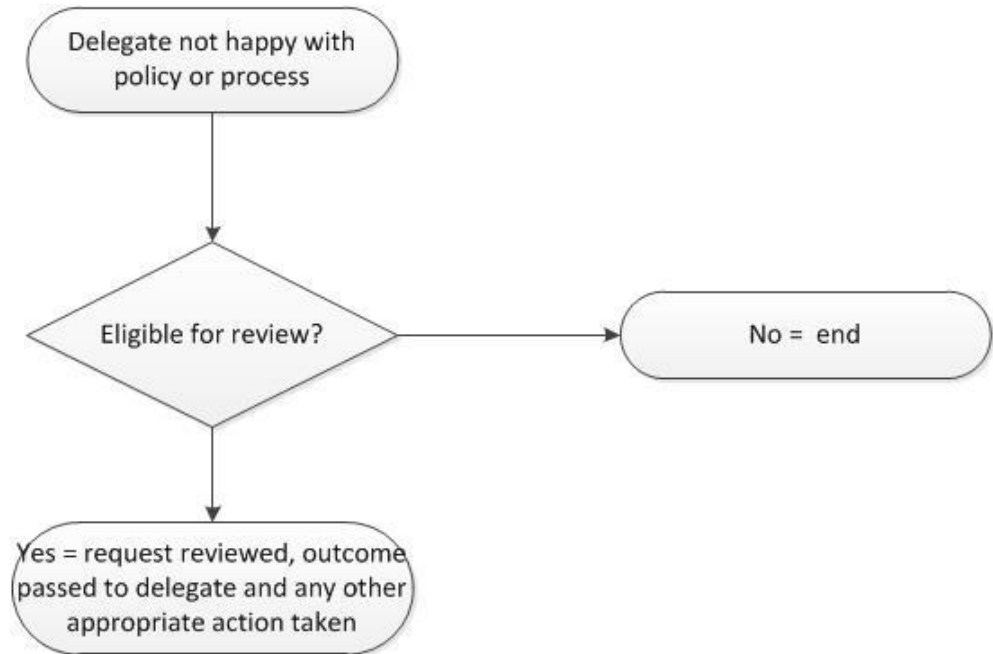 Delegate not happy with
policy or process
Eligible for review?
No =  end
Yes = request reviewed, outcome
passed to delegate and any other
appropriate action taken